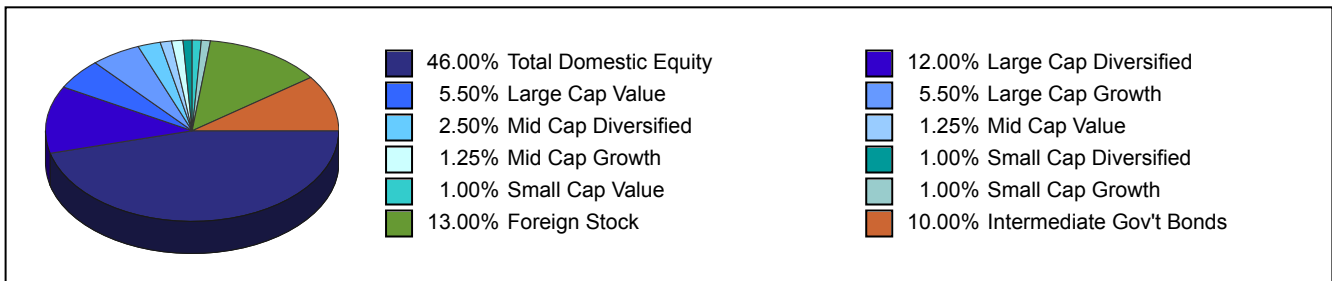 46.00% Total Domestic Equity
12.00% Large Cap Diversified
5.50% Large Cap Value
5.50% Large Cap Growth
2.50% Mid Cap Diversified
1.25% Mid Cap Value
1.25% Mid Cap Growth
1.00% Small Cap Diversified
1.00% Small Cap Value
1.00% Small Cap Growth
13.00% Foreign Stock
10.00% Intermediate Gov't Bonds